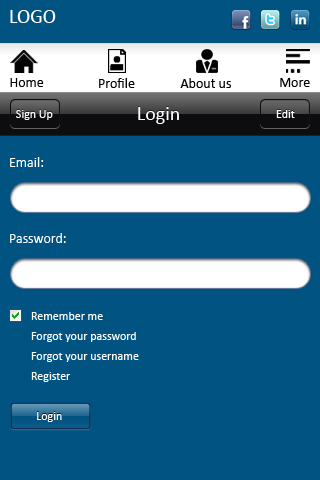 LOGO
Home Profile About us More
Sign Up Login Edit
Email:
Password:
Remember me
Forgot your password
Forgot your username
Register
Login